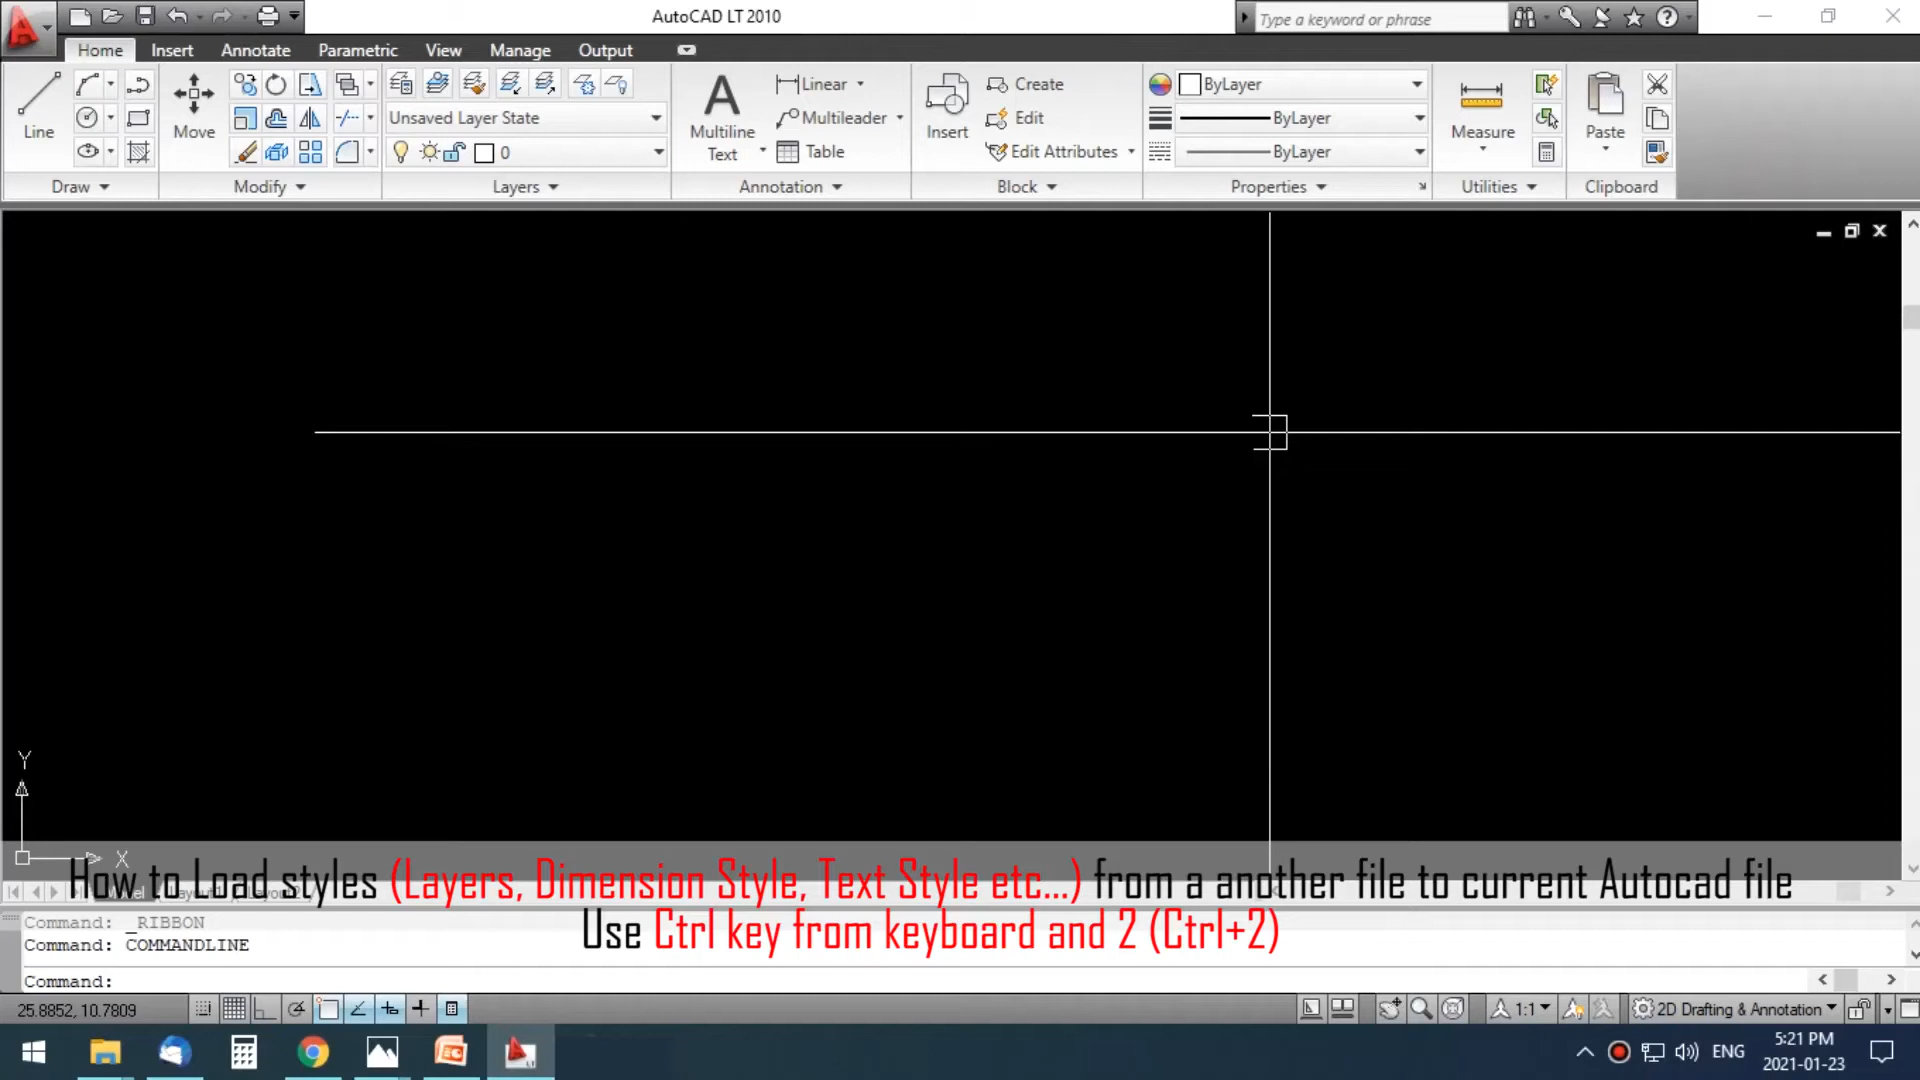 AutoCAD LT 2010
Type a keyword or phrase
Home Insert Annotate Parametric View Manage Output
Line
Move
Unsaved Layer State
0
Multiline
Text
Linear
Multileader
Table
Insert
Create
Edit
Edit Attributes
ByLayer
ByLayer
ByLayer
Measure
Paste
Draw Modify Layers Annotation Block Properties Utilities Clipboard
Y
X
How to Load styles (Layers, Dimension Style, Text Style etc...) from a another file to current Autocad file
Use Ctrl key from keyboard and 2 (Ctrl+2)
Model Layout1 Layout2
Command: _RIBBON
Command: COMMANDLINE
Command:
25.8852, 10.7809
1:1
2D Drafting & Annotation
ENG
5:21 PM
2021-01-23